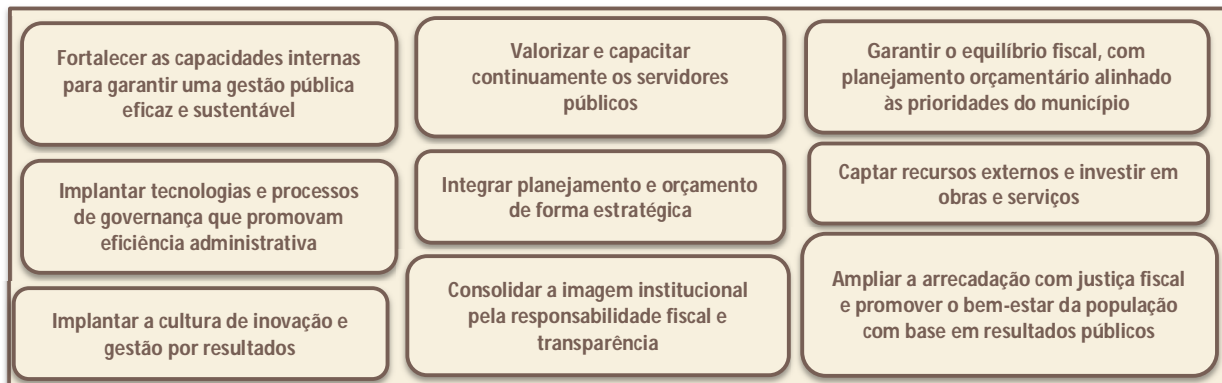 Fortalecer as capacidades internas
para garantir uma gestão pública
eficaz e sustentável
Valorizar e capacitar
continuamente os servidores
públicos
Garantir o equilíbrio fiscal, com
planejamento orçamentário alinhado
às prioridades do município
Implantar tecnologias e processos
de governança que promovam
eficiência administrativa
Integrar planejamento e orçamento
de forma estratégica
Captar recursos externos e investir em
obras e serviços
Implantar a cultura de inovação e
gestão por resultados
Consolidar a imagem institucional
pela responsabilidade fiscal e
transparência
Ampliar a arrecadação com justiça fiscal
e promover o bem-estar da população
com base em resultados públicos